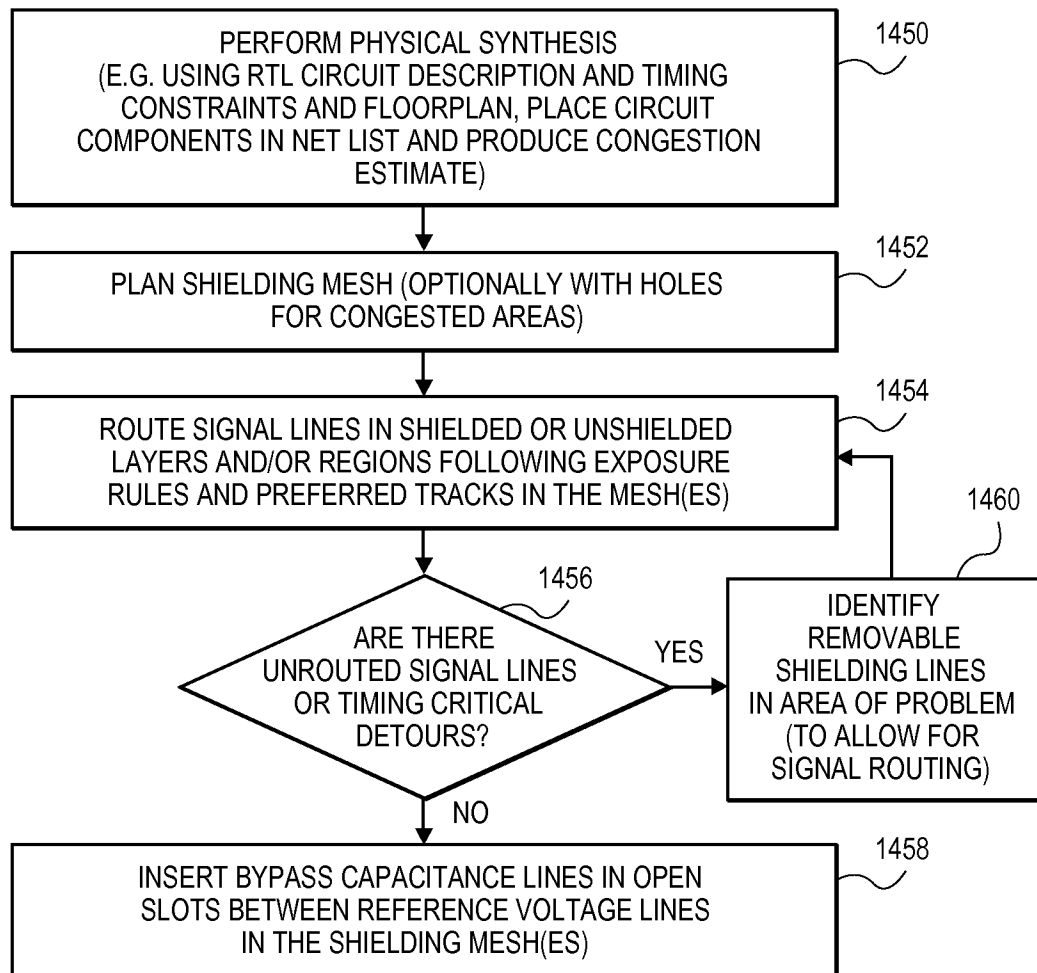 PERFORM PHYSICAL SYNTHESIS
(E.G. USING RTL CIRCUIT DESCRIPTION AND TIMING
CONSTRAINTS AND FLOORPLAN, PLACE CIRCUIT
COMPONENTS IN NET LIST AND PRODUCE CONGESTION
ESTIMATE)
1450
PLAN SHIELDING MESH (OPTIONALLY WITH HOLES
FOR CONGESTED AREAS)
1452
ROUTE SIGNAL LINES IN SHIELDED OR UNSHIELDED
LAYERS AND/OR REGIONS FOLLOWING EXPOSURE
RULES AND PREFERRED TRACKS IN THE MESH(ES)
1454
ARE THERE
UNROUTED SIGNAL LINES
OR TIMING CRITICAL
DETOURS?
1456
YES
IDENTIFY
REMOVABLE
SHIELDING LINES
IN AREA OF PROBLEM
(TO ALLOW FOR
SIGNAL ROUTING)
1460
NO
INSERT BYPASS CAPACITANCE LINES IN OPEN
SLOTS BETWEEN REFERENCE VOLTAGE LINES
IN THE SHIELDING MESH(ES)
1458